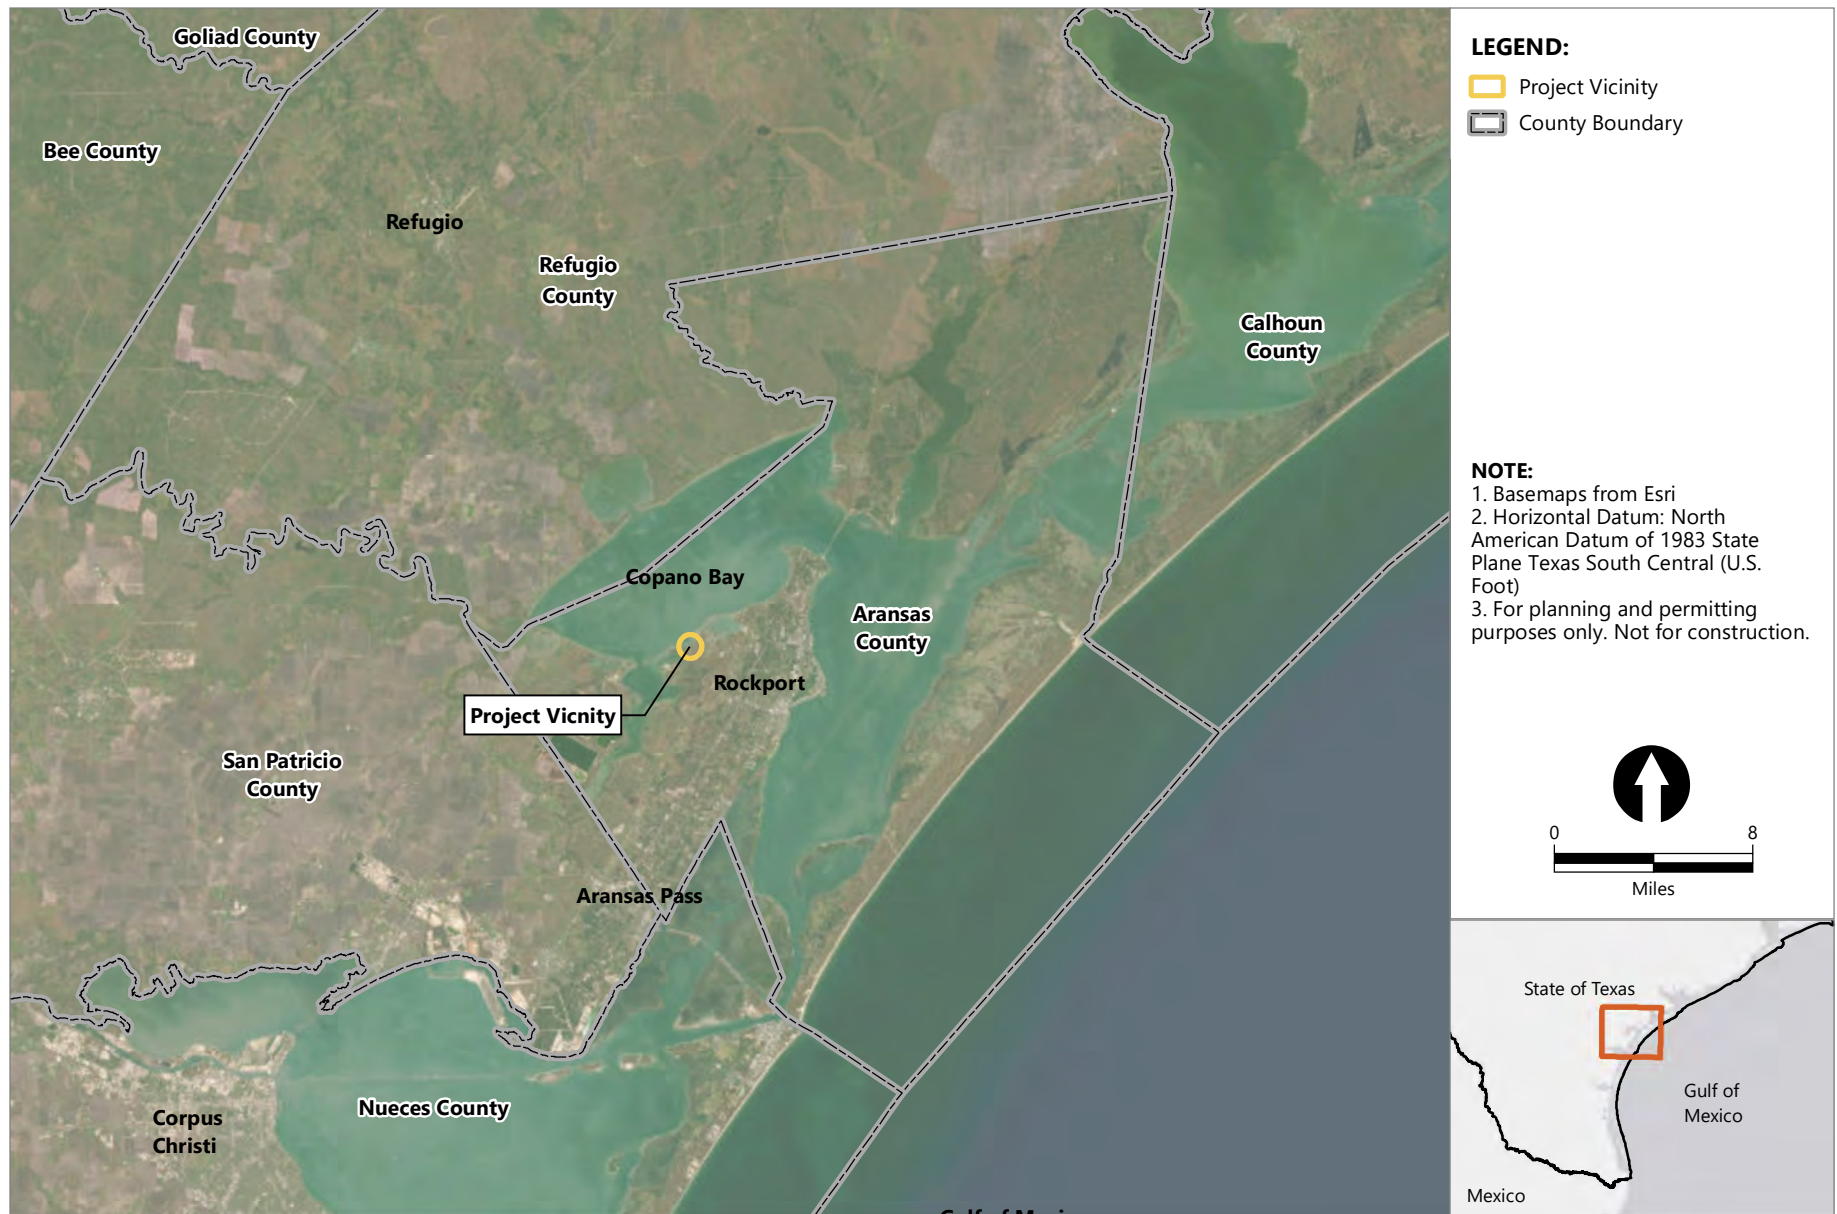 Goliad County
Bee County
Refugio
Refugio
County
Calhoun
County
Copano Bay
Aransas
County
Rockport
Project Vicnity
San Patricio
County
Aransas Pass
Nueces County
Corpus
Christi
LEGEND:
Project Vicinity
County Boundary
NOTE:
1. Basemaps from Esri
2. Horizontal Datum: North
American Datum of 1983 State
Plane Texas South Central (U.S.
Foot)
3. For planning and permitting
purposes only. Not for construction.
0 8
Miles
State of Texas
Gulf of
Mexico
Mexico